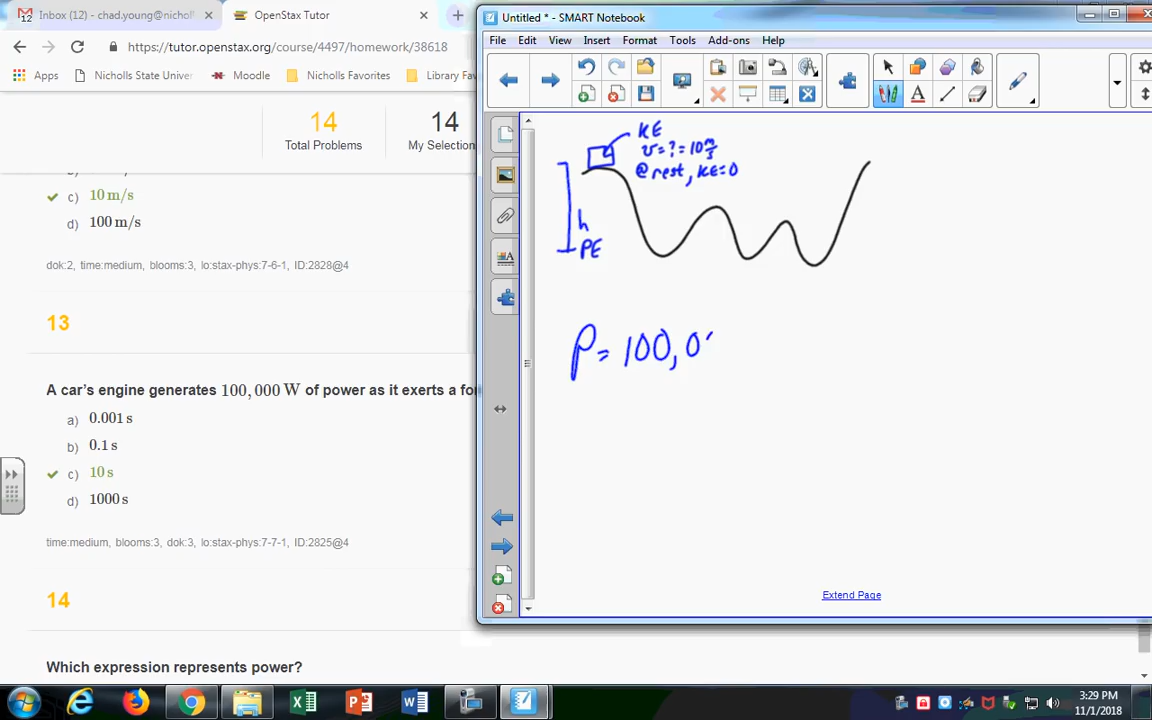 Inbox (12) - chad.young@nicholl
OpenStax Tutor
https://tutor.openstax.org/course/4497/homework/38618
Apps
Nicholls State Univer
Moodle
Nicholls Favorites
Library Fav
14
Total Problems
14
My Selection
c) 10 m/s
d) 100 m/s
dok:2, time:medium, blooms:3, lo:stax-phys:7-6-1, ID:2828@4
13
A car's engine generates 100,000 W of power as it exerts a fo
a) 0.001 s
b) 0.1 s
c) 10 s
d) 1000 s
time:medium, blooms:3, dok:3, lo:stax-phys:7-7-1, ID:2825@4
14
Which expression represents power?
Untitled * - SMART Notebook
File Edit View Insert Format Tools Add-ons Help
KE
v=?=10 m/s
@ rest, KE=0
h
PE
P= 100,0
Extend Page
3:29 PM
11/1/2018